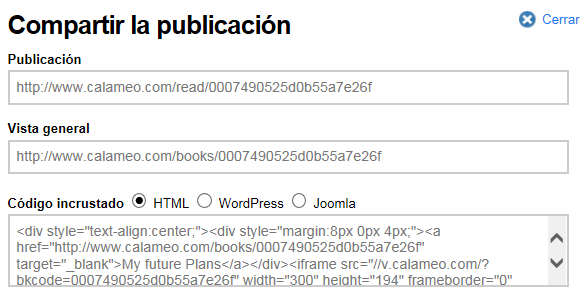 Compartir la publicación
Cerrar
Publicación
http://www.calameo.com/read/0007490525d0b55a7e26f
Vista general
http://www.calameo.com/books/0007490525d0b55a7e26f
Código incrustado HTML WordPress Joomla
<div style="text-align:center;"><div style="margin:8px 0px 4px;"><a
href="http://www.calameo.com/books/0007490525d0b55a7e26f"
target="_blank">My future Plans</a></div><iframe src="//v.calameo.com/?
bkcode=0007490525d0b55a7e26f" width="300" height="194" frameborder="0"